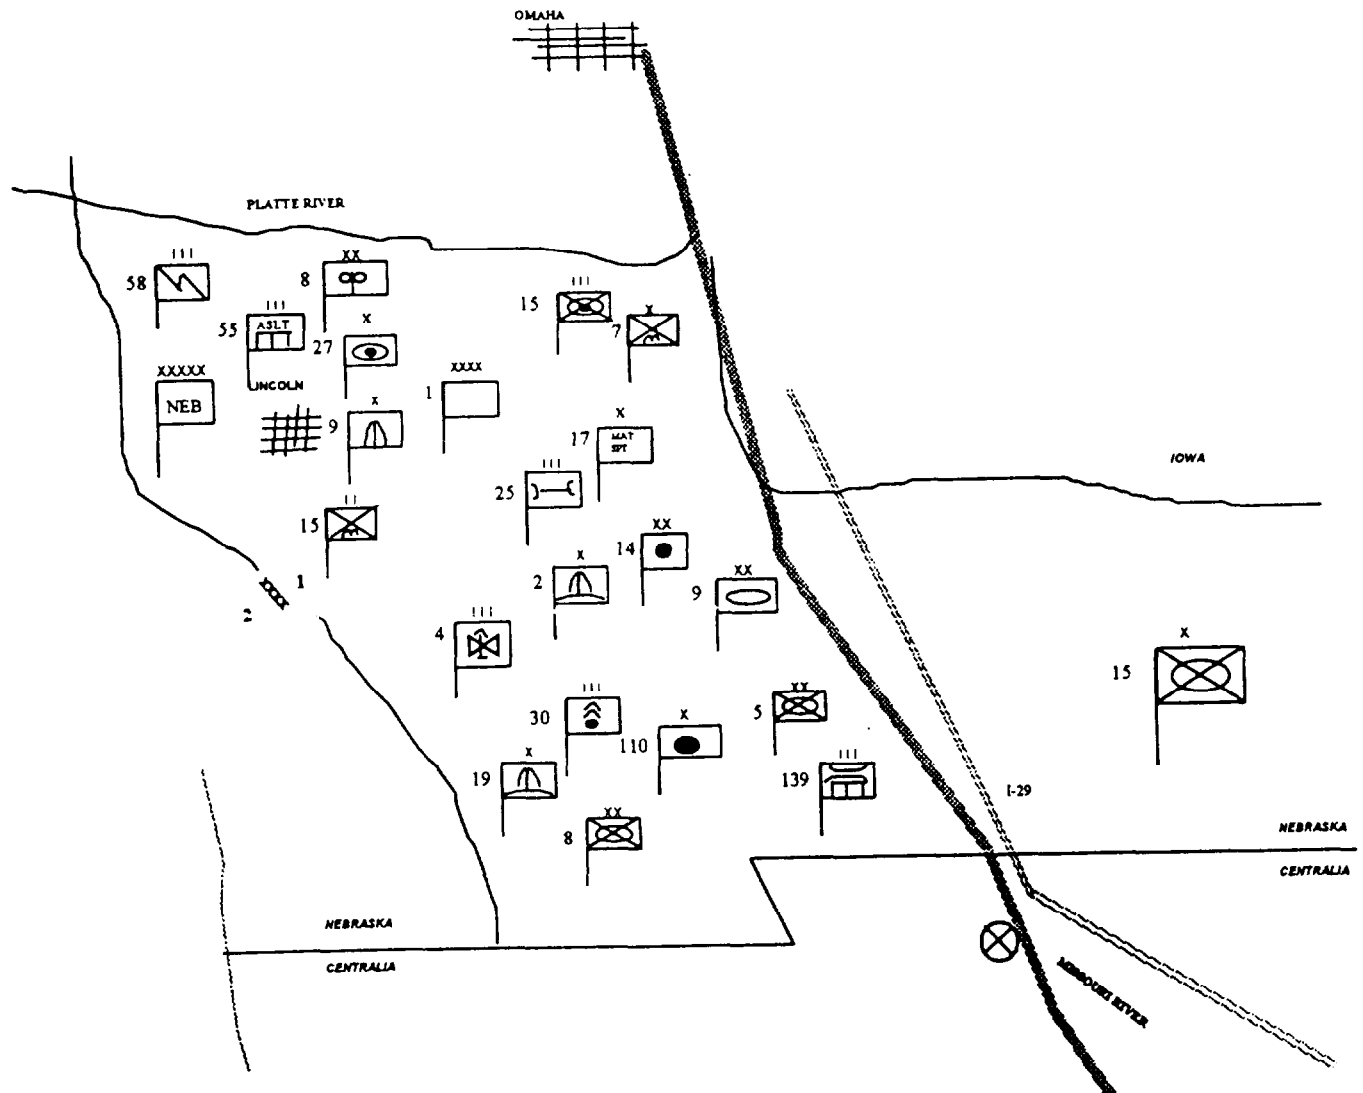 OMAHA
PLATTE RIVER
III
58
XX
8
III
55
ASLT
X
27
III
15
X
7
XXXXX
NEB
LINCOLN
XXXX
1
X
9
X
17
MAT
SPT
IOWA
III
25
II
15
XX
14
X
2
XX
9
1
XXXX
2
III
4
X
15
XX
5
III
30
X
110
X
19
III
139
I-29
XX
8
NEBRASKA
CENTRALIA
NEBRASKA
CENTRALIA
MISSOURI RIVER